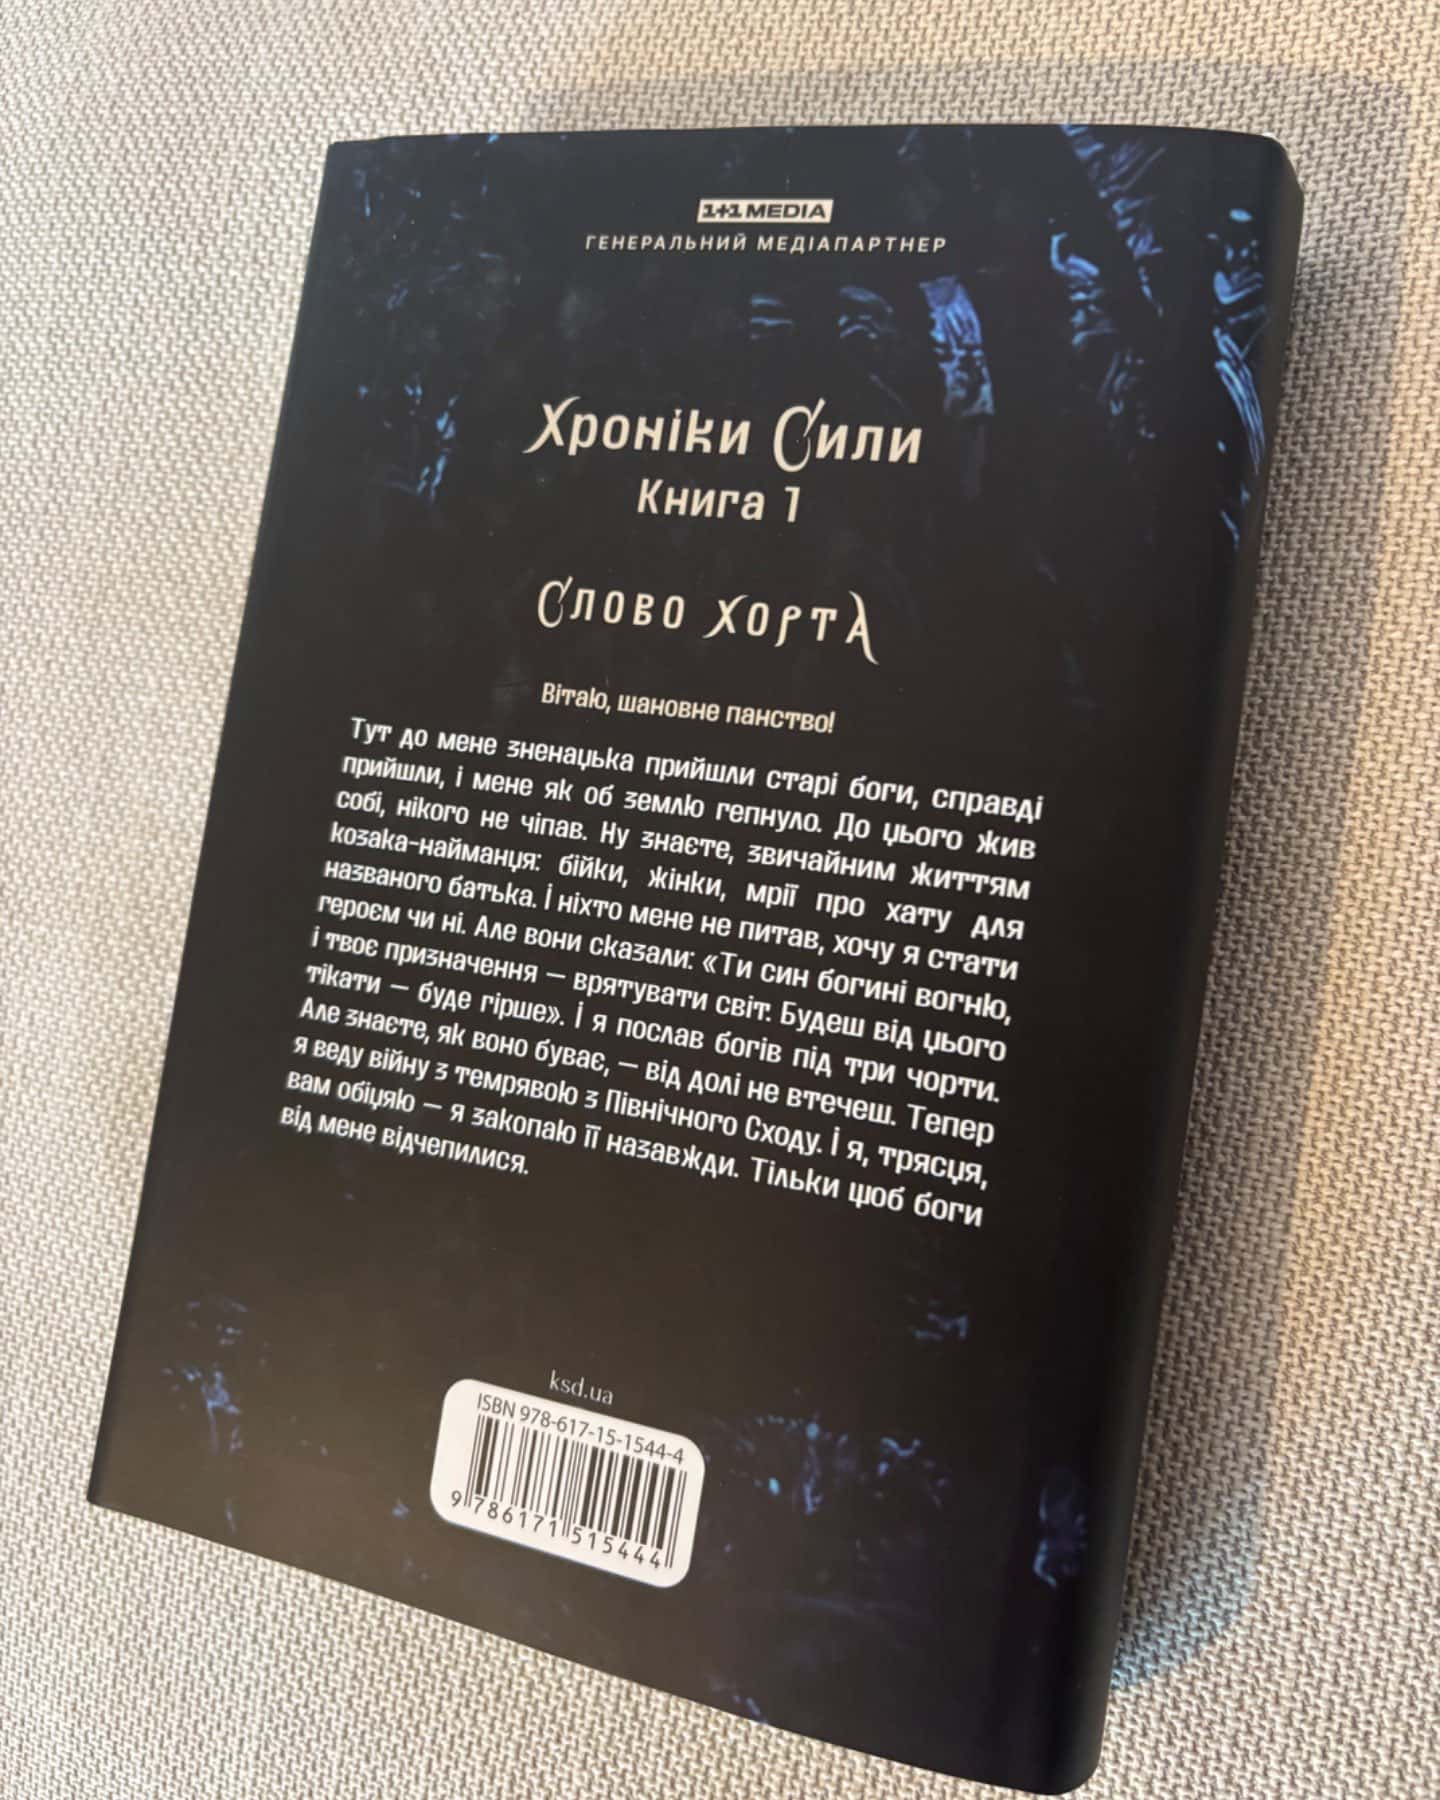 1+1 MEDIA
ГЕНЕРАЛЬНИЙ МЕДІАПАРТНЕР
Хроніки Сили
Книга 1
Слово хорта
Вітаю, шановне панство!
Тут до мене зненацька прийшли старі боги, справді
прийшли, і мене як об землю гепнуло. До цього жив
собі, нікого не чіпав. Ну знаєте, звичайним життям
козака-найманця: бійки, жінки, мрії про хату для
названого батька. І ніхто мене не питав, хочу я стати
героєм чи ні. Але вони сказали: «Ти син богині вогню,
і твоє призначення — врятувати світ. Будеш від цього
тікати — буде гірше». І я послав богів під три чорти.
Але знаєте, як воно буває, — від долі не втечеш. Тепер
я веду війну з темрявою з Північного Сходу. І я, трясця,
вам обіцяю — я закопаю її назавжди. Тільки щоб боги
від мене відчепилися.
ksd.ua
ISBN 978-617-15-1544-4
9 786171 515444